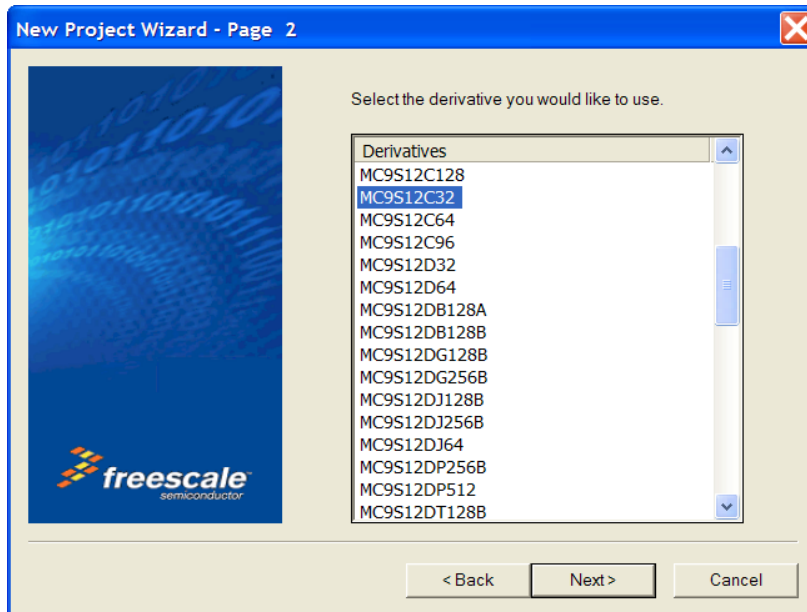 New Project Wizard - Page 2
Select the derivative you would like to use.
Derivatives
MC9S12C128
MC9S12C32
MC9S12C64
MC9S12C96
MC9S12D32
MC9S12D64
MC9S12DB128A
MC9S12DB128B
MC9S12DG128B
MC9S12DG256B
MC9S12DJ128B
MC9S12DJ256B
MC9S12DJ64
MC9S12DP256B
MC9S12DP512
MC9S12DT128B
freescale
semiconductor
< Back
Next >
Cancel